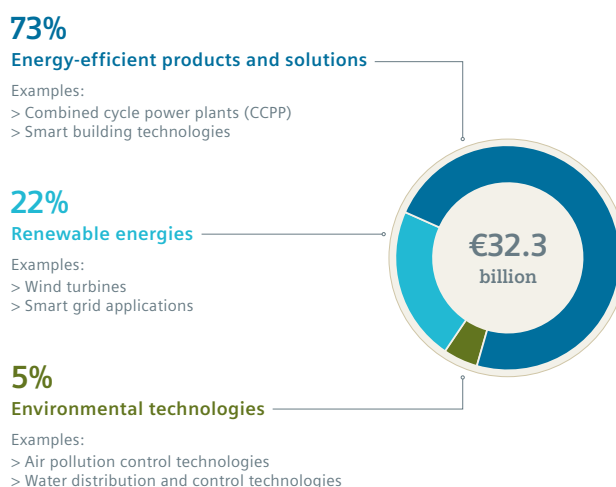 73%
Energy-efficient products and solutions
Examples:
> Combined cycle power plants (CCPP)
> Smart building technologies
22%
Renewable energies
Examples:
> Wind turbines
> Smart grid applications
€32.3
billion
5%
Environmental technologies
Examples:
> Air pollution control technologies
> Water distribution and control technologies